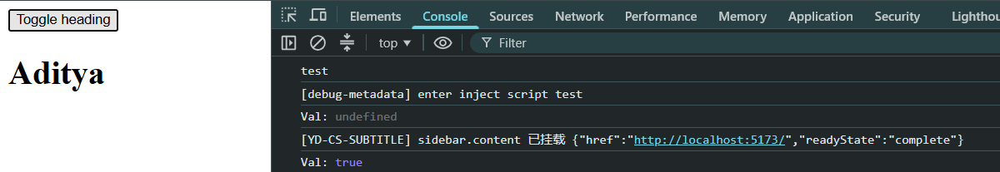 Toggle heading
Aditya
Elements Console Sources Network Performance Memory Application Security Lighthou
top ▼ Filter
test
[debug-metadata] enter inject script test
Val: undefined
[YD-CS-SUBTITLE] sidebar.content 已挂载 {"href":"http://localhost:5173/","readyState":"complete"}
Val: true